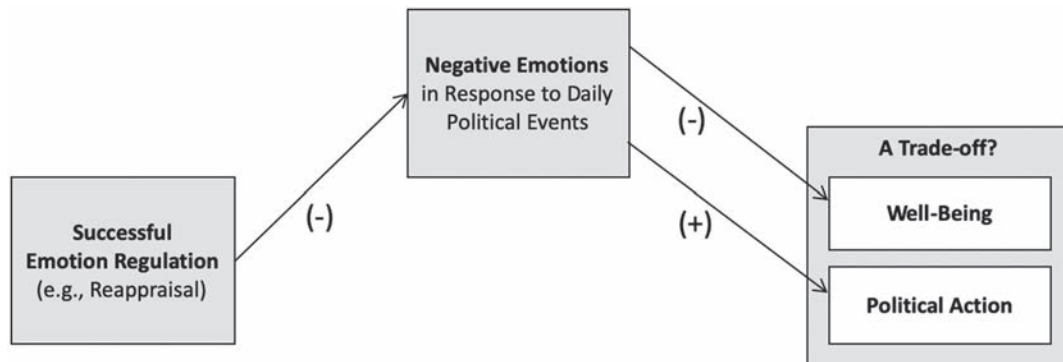 Successful
Emotion Regulation
(e.g., Reappraisal)
(-)
Negative Emotions
in Response to Daily
Political Events
(-)
(+)
A Trade-off?
Well-Being
Political Action